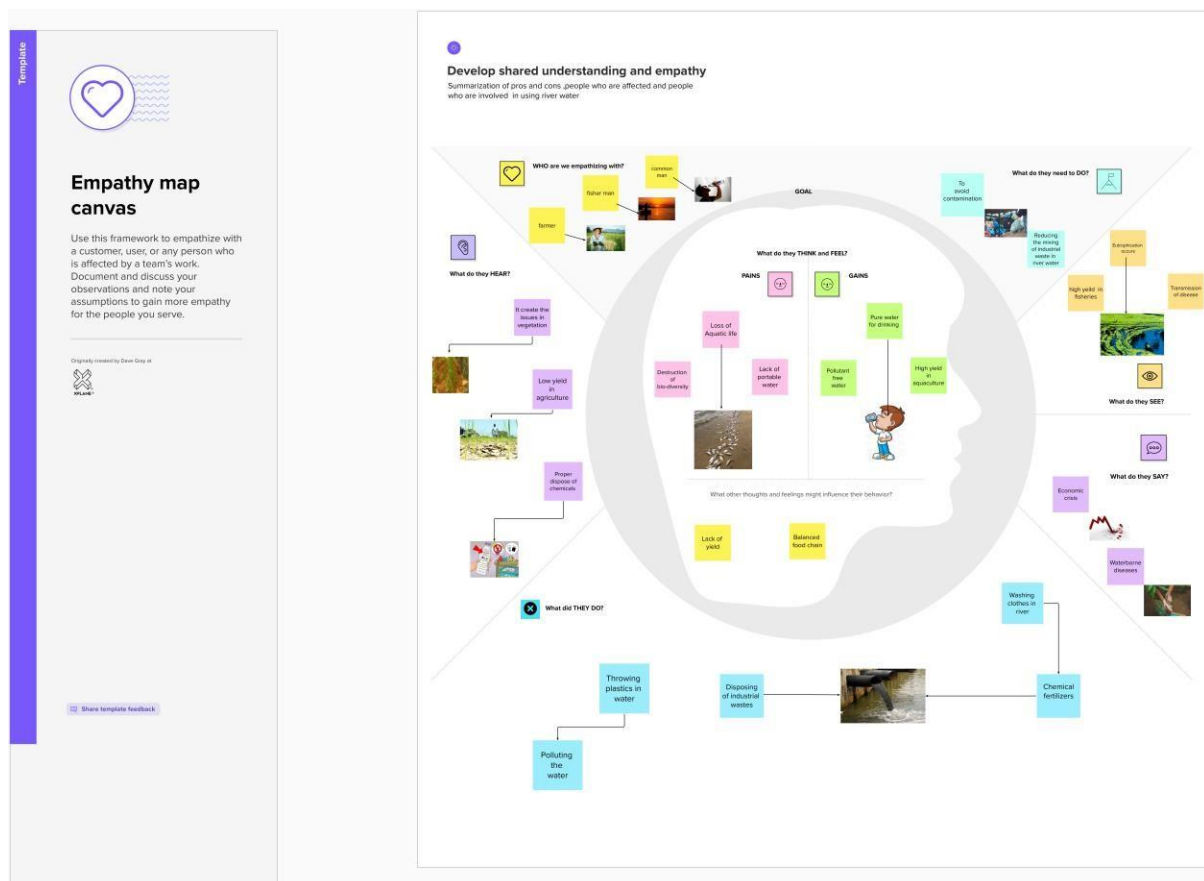 Template
Empathy map
canvas
Use this framework to empathize with
a customer, user, or any person who
is affected by a team's work.
Document and discuss your
observations and note your
assumptions to gain more empathy
for the people you serve.
Originally created by Dave Gray at
XPLANE
Share template feedback
Develop shared understanding and empathy
Summarization of pros and cons ,people who are affected and people
who are involved in using river water
WHO are we empathizing with?
common
man
fisher man
farmer
GOAL
What do they need to DO?
To
avoid
contamination
Reducing
the mixing
of industrial
waste in
river water
What do they HEAR?
It create the
issues in
vegetation
Low yield
in
agriculture
Proper
dispose of
chemicals
What do they THINK and FEEL?
PAINS
GAINS
Loss of
Aquatic life
Destruction
of
bio-diversity
Lack of
portable
water
Pure water
for drinking
Pollutant
free
water
High yield
in
aquaculture
What other thoughts and feelings might influence their behavior?
Lack of
yield
Balanced
food chain
Eutrophication
occurs
high yeild in
fisheries
Transmission
of disease
What do they SEE?
What do they SAY?
Economic
crisis
Waterborne
diseases
What did THEY DO?
Washing
clothes in
river
Throwing
plastics in
water
Disposing
of industrial
wastes
Chemical
fertilizers
Polluting
the
water